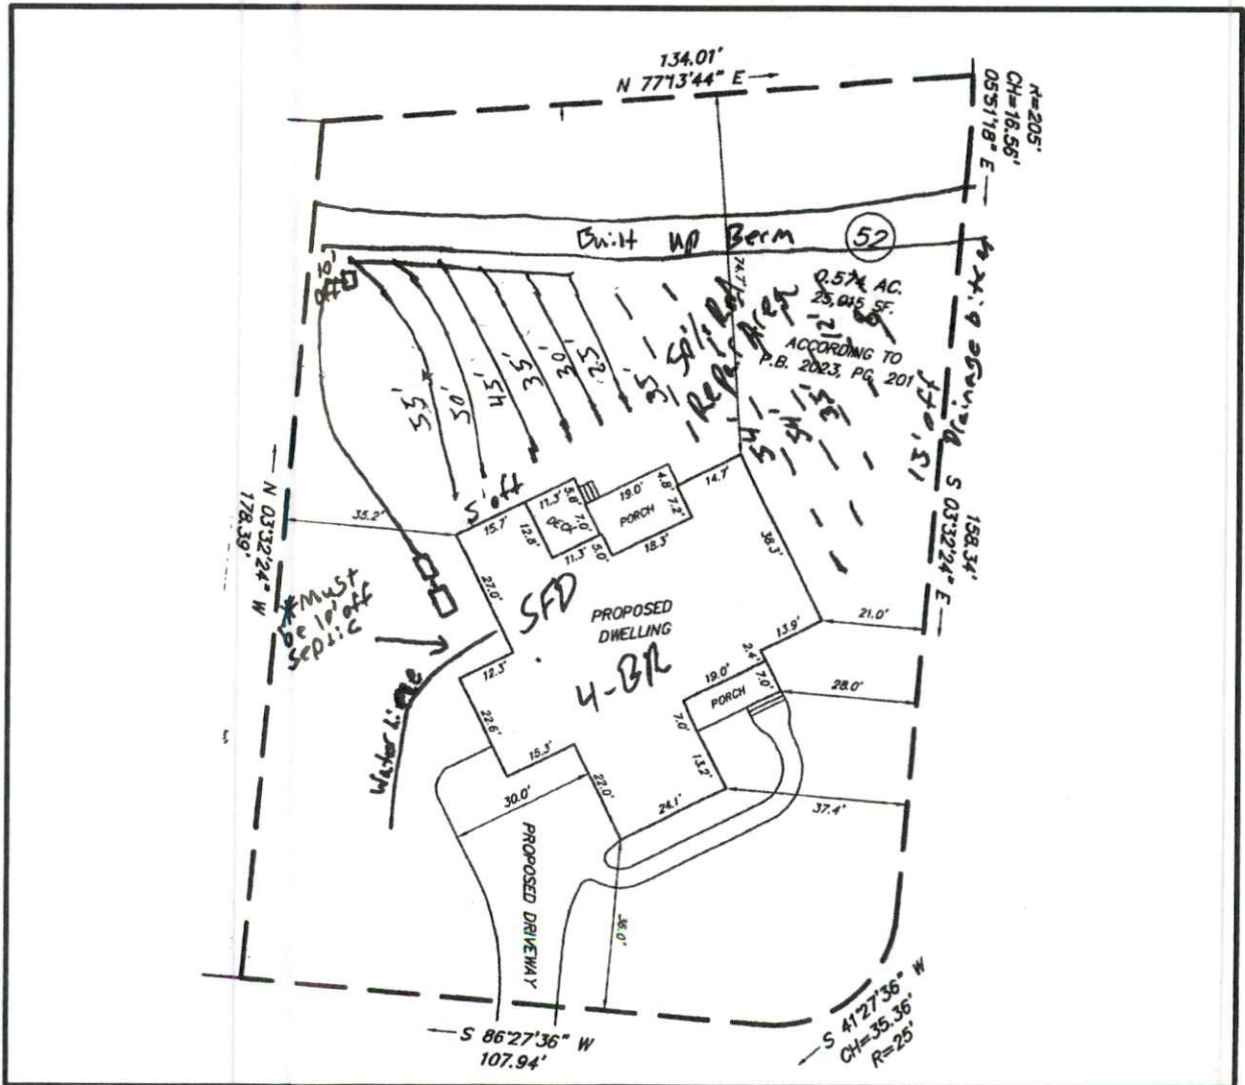 134.01'
N 77°13'44" E
R=205'
CH=16.56'
05°51'18" E
Built up Berm
52
74.7'
0.574 AC.
25,015 SF.
ACCORDING TO
P.B. 2023, PG. 201
10'
off
55'
50'
45'
35'
30'
25'
35'
Repair Area
54'
45'
35'
15' off
Drainage
158.34'
S 03°32'24" E
N 03°32'24" W
178.39'
35.2'
5' off
15.7'
11.3'
5.8'
DECK
12.8'
7.0'
11.3'
5.0'
19.0'
PORCH
4.8'
7.2'
18.3'
14.7'
38.3'
27.0'
SFD
PROPOSED
DWELLING
4-BR
*Must
be 10' off
septic
12.3'
Water line
22.6'
15.3'
30.0'
22.0'
24.1'
13.2'
7.0'
19.0'
PORCH
7.0'
2.4'
13.9'
21.0'
28.0'
37.4'
PROPOSED DRIVEWAY
36.0'
S 86°27'36" W
107.94'
S 41°27'36" W
CH=35.36'
R=25'